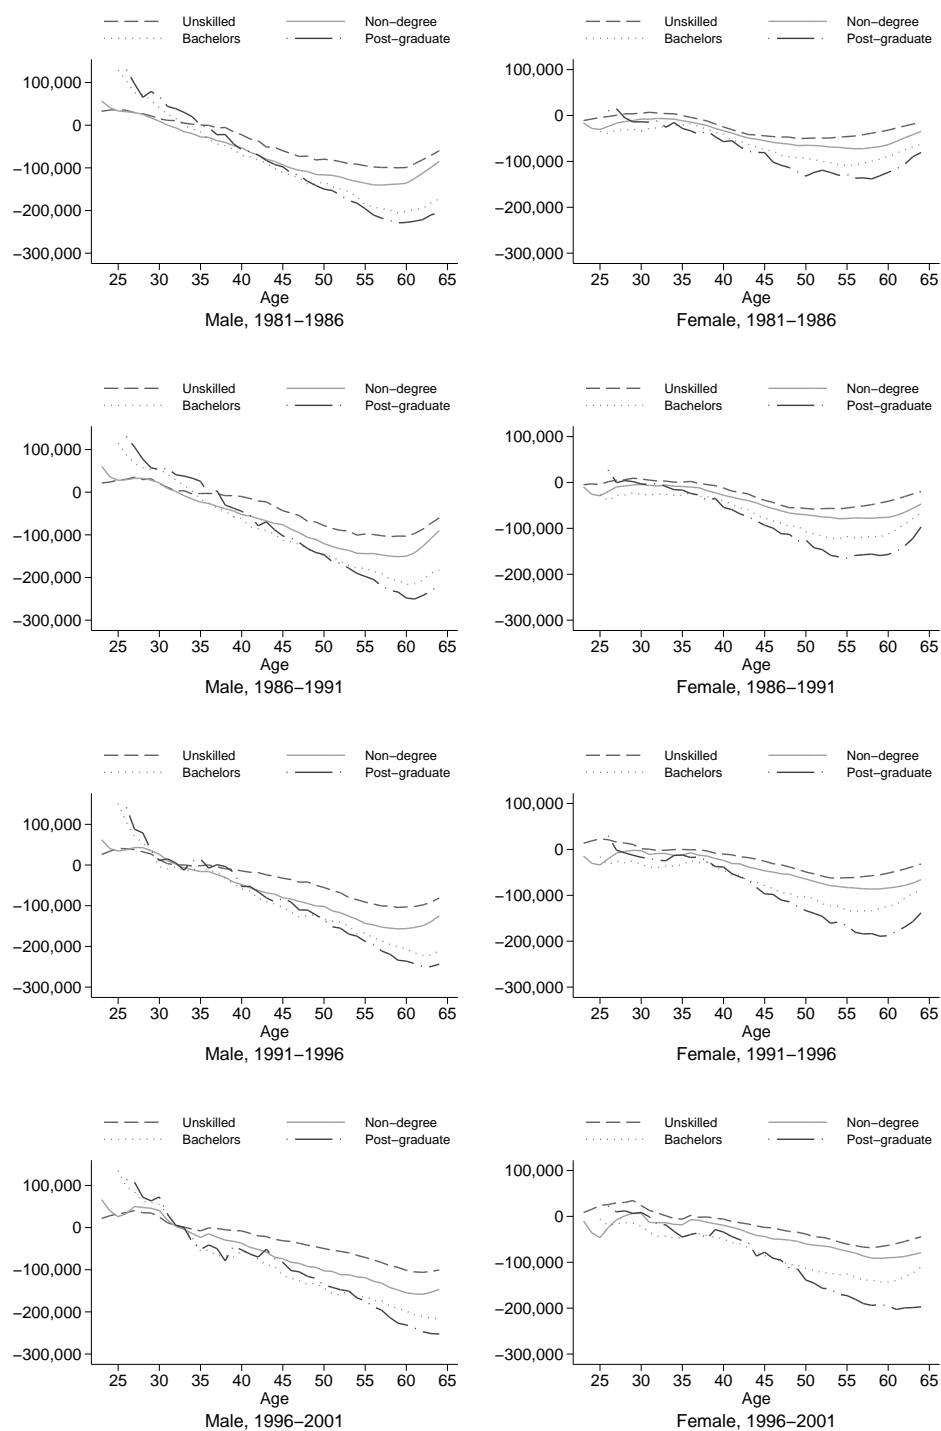 Unskilled Non−degree Unskilled Non−degree
Bachelors Post−graduate Bachelors Post−graduate
100,000 100,000
0 0
−100,000 −100,000
−200,000 −200,000
−300,000 −300,000
25 30 35 40 45 50 55 60 65 25 30 35 40 45 50 55 60 65
Age Age
Male, 1981−1986 Female, 1981−1986
Unskilled Non−degree Unskilled Non−degree
Bachelors Post−graduate Bachelors Post−graduate
100,000 100,000
0 0
−100,000 −100,000
−200,000 −200,000
−300,000 −300,000
25 30 35 40 45 50 55 60 65 25 30 35 40 45 50 55 60 65
Age Age
Male, 1986−1991 Female, 1986−1991
Unskilled Non−degree Unskilled Non−degree
Bachelors Post−graduate Bachelors Post−graduate
100,000 100,000
0 0
−100,000 −100,000
−200,000 −200,000
−300,000 −300,000
25 30 35 40 45 50 55 60 65 25 30 35 40 45 50 55 60 65
Age Age
Male, 1991−1996 Female, 1991−1996
Unskilled Non−degree Unskilled Non−degree
Bachelors Post−graduate Bachelors Post−graduate
100,000 100,000
0 0
−100,000 −100,000
−200,000 −200,000
−300,000 −300,000
25 30 35 40 45 50 55 60 65 25 30 35 40 45 50 55 60 65
Age Age
Male, 1996−2001 Female, 1996−2001